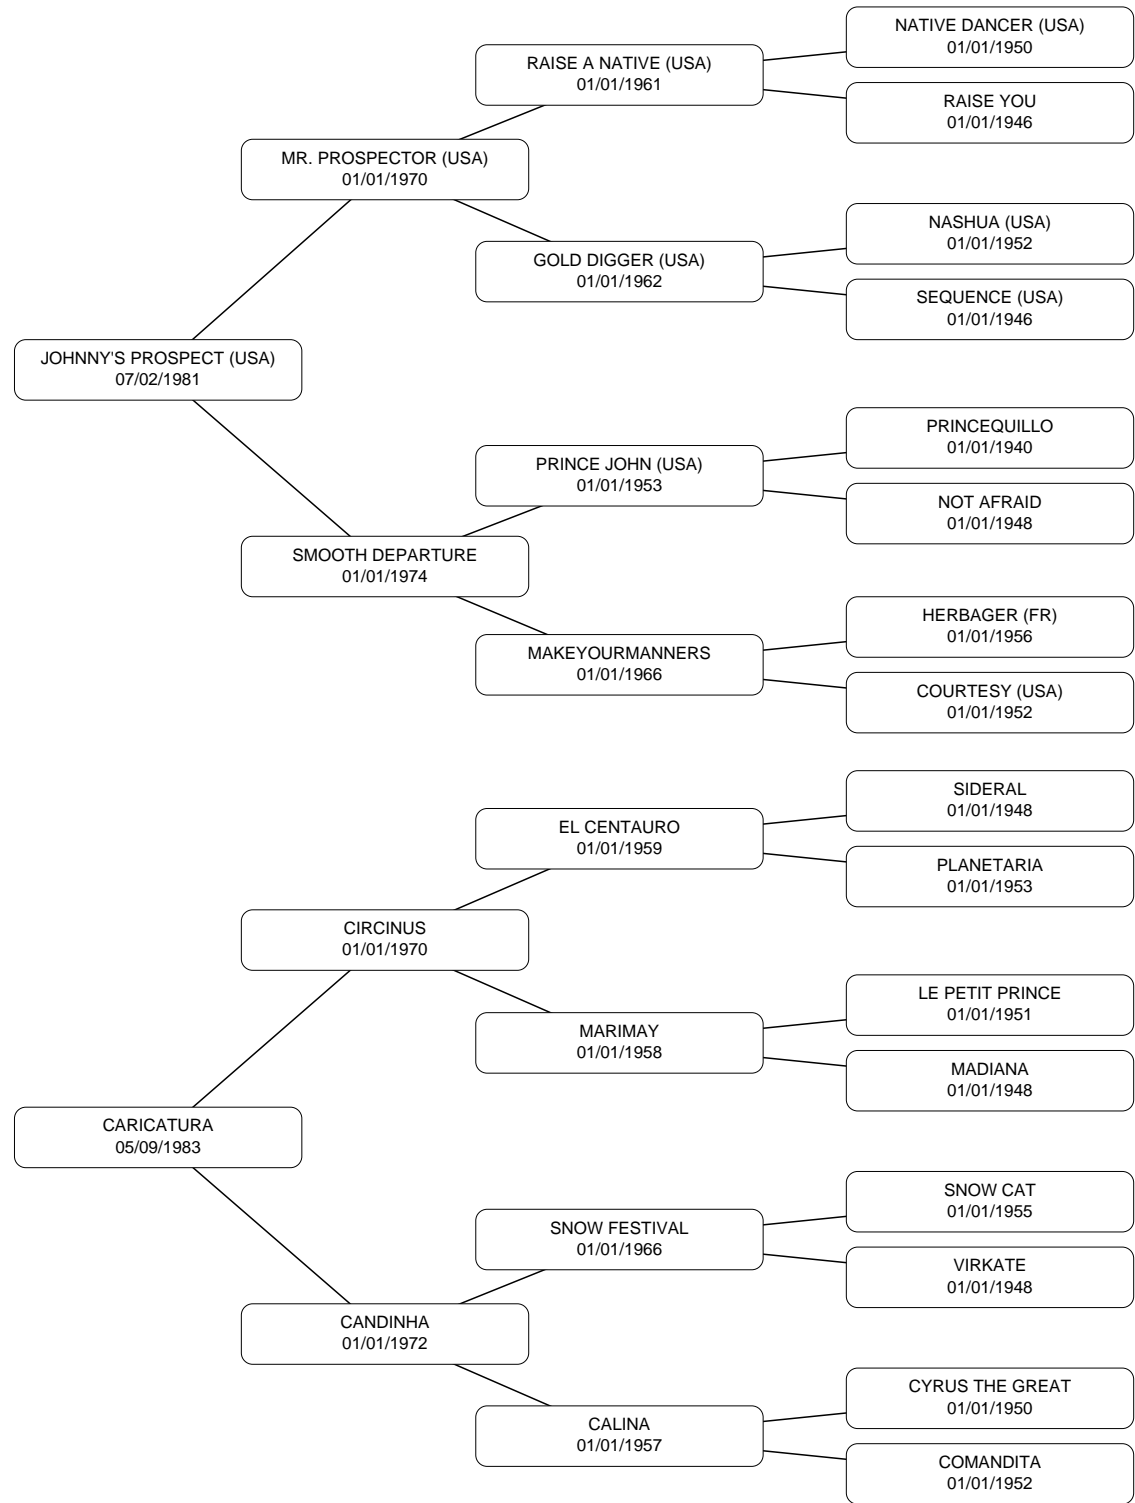 NATIVE DANCER (USA)
01/01/1950
RAISE A NATIVE (USA)
01/01/1961
RAISE YOU
01/01/1946
MR. PROSPECTOR (USA)
01/01/1970
NASHUA (USA)
01/01/1952
GOLD DIGGER (USA)
01/01/1962
SEQUENCE (USA)
01/01/1946
JOHNNY'S PROSPECT (USA)
07/02/1981
PRINCEQUILLO
01/01/1940
PRINCE JOHN (USA)
01/01/1953
NOT AFRAID
01/01/1948
SMOOTH DEPARTURE
01/01/1974
HERBAGER (FR)
01/01/1956
MAKEYOURMANNERS
01/01/1966
COURTESY (USA)
01/01/1952
SIDERAL
01/01/1948
EL CENTAURO
01/01/1959
PLANETARIA
01/01/1953
CIRCINUS
01/01/1970
LE PETIT PRINCE
01/01/1951
MARIMAY
01/01/1958
MADIANA
01/01/1948
CARICATURA
05/09/1983
SNOW CAT
01/01/1955
SNOW FESTIVAL
01/01/1966
VIRKATE
01/01/1948
CANDINHA
01/01/1972
CYRUS THE GREAT
01/01/1950
CALINA
01/01/1957
COMANDITA
01/01/1952